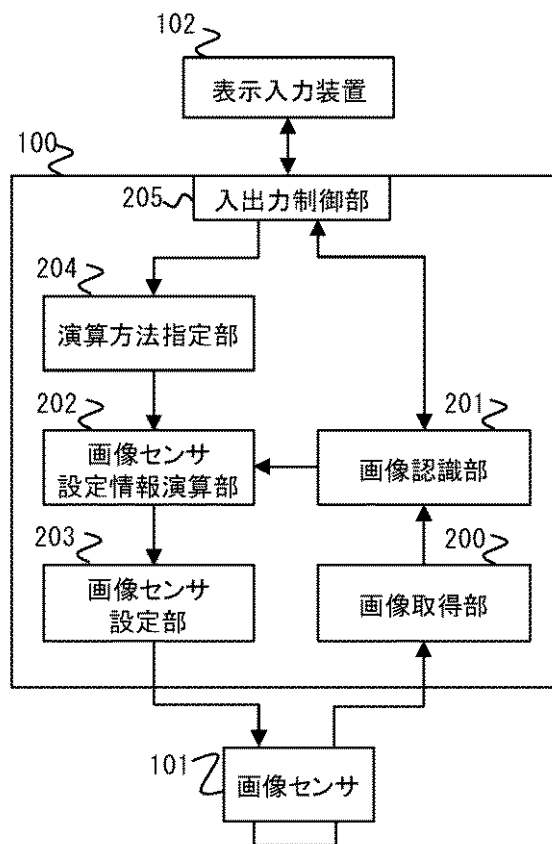 102
表示入力装置
100
205
入出力制御部
204
演算方法指定部
202
画像センサ
設定情報演算部
201
画像認識部
203
画像センサ
設定部
200
画像取得部
101
画像センサ